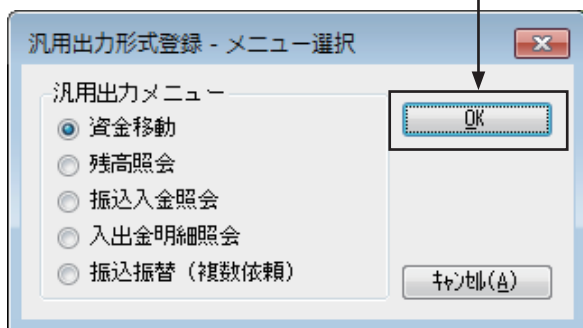 汎用出力形式登録 - メニュー選択
汎用出力メニュー
資金移動
残高照会
振込入金照会
入出金明細照会
振込振替（複数依頼）
OK
ｷｬﾝｾﾙ(A)